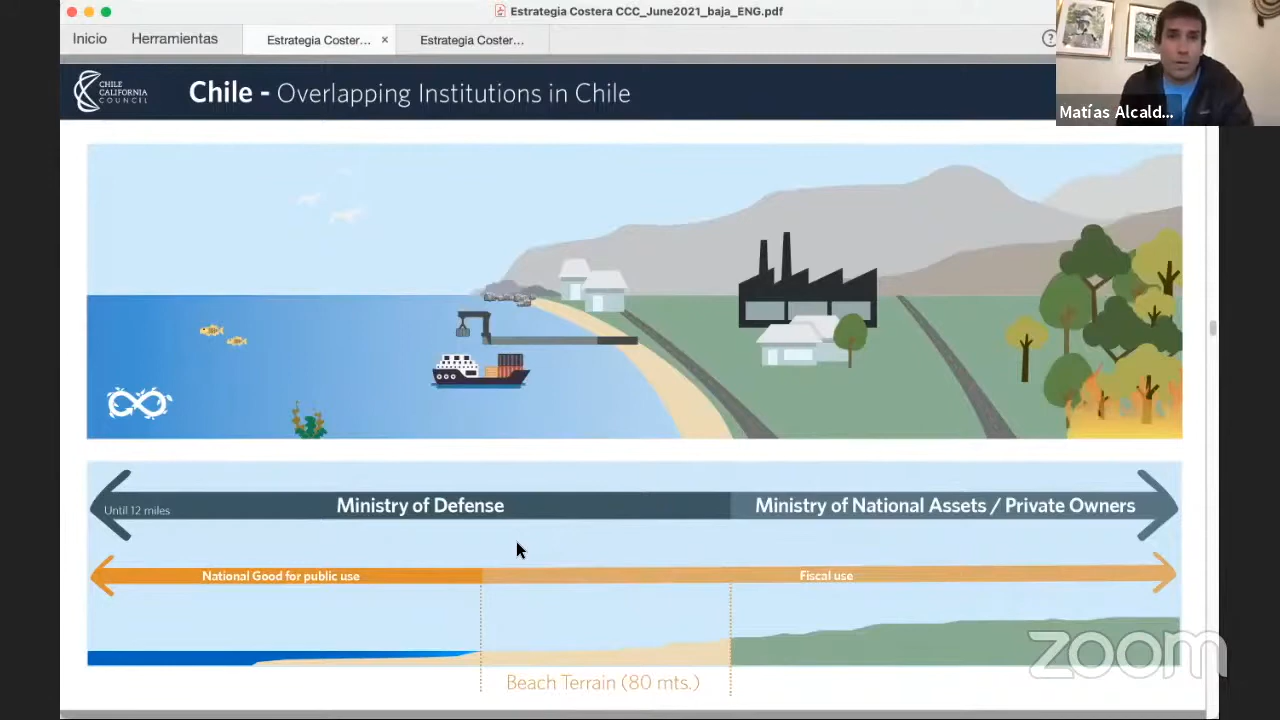 Estrategia Costera CCC_June2021_baja_ENG.pdf
Inicio Herramientas Estrategia Coster... × Estrategia Coster... ?
CHILE
CALIFORNIA
COUNCIL
Chile - Overlapping Institutions in Chile
Matías Alcald...
Until 12 miles
Ministry of Defense
Ministry of National Assets / Private Owners
National Good for public use
Fiscal use
Beach Terrain (80 mts.)
zoom